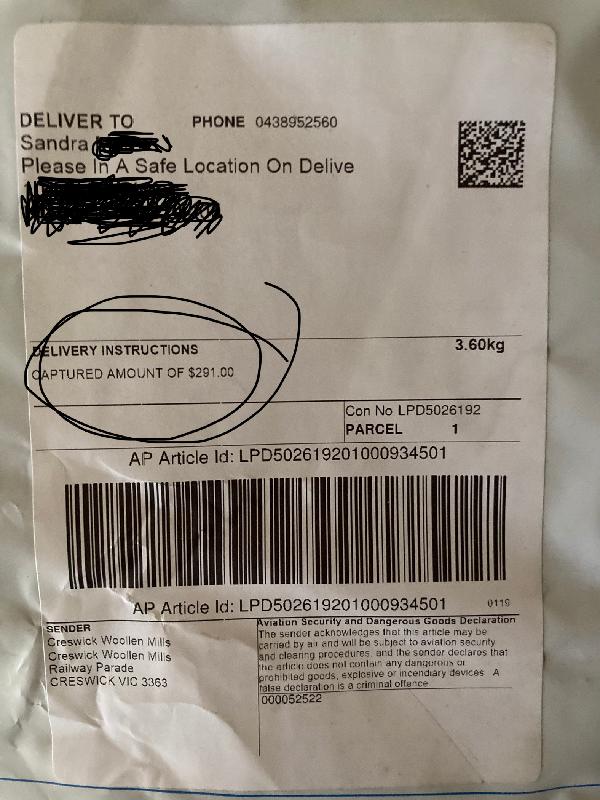 DELIVER TO PHONE 0438952560
Sandra
Please In A Safe Location On Delive
DELIVERY INSTRUCTIONS 3.60kg
CAPTURED AMOUNT OF $291.00
Con No LPD5026192
PARCEL 1
AP Article Id: LPD502619201000934501
AP Article Id: LPD502619201000934501
0119
SENDER
Creswick Woollen Mills
Creswick Woollen Mills
Railway Parade
CRESWICK VIC 3363
Aviation Security and Dangerous Goods Declaration
The sender acknowledges that this article may be
carried by air and will be subject to aviation security
and clearing procedures, and the sender declares that
the article does not contain any dangerous or
prohibited goods, explosive or incendiary devices. A
false declaration is a criminal offence
000052522